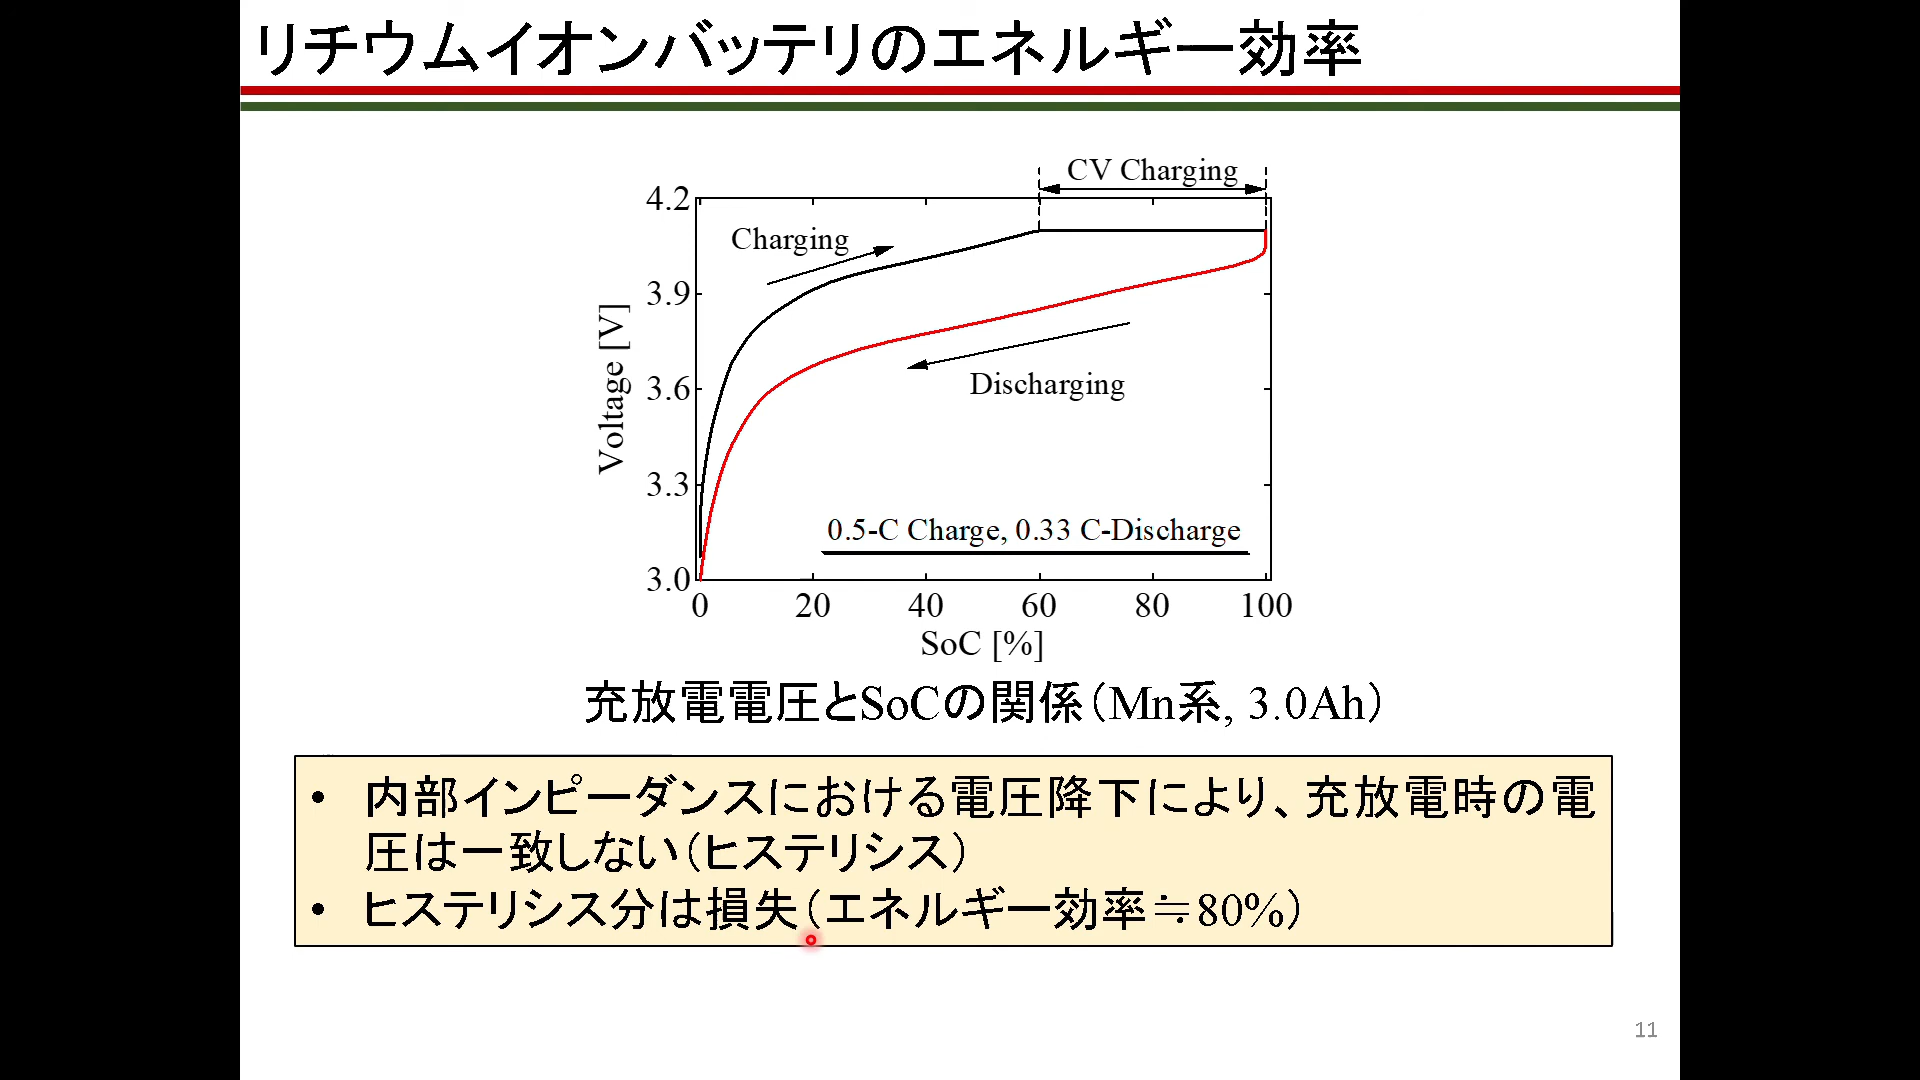 リチウムイオンバッテリのエネルギー効率
CV Charging
4.2
Charging
3.9
Voltage [V]
3.6
Discharging
3.3
0.5-C Charge, 0.33 C-Discharge
3.0
0 20 40 60 80 100
SoC [%]
充放電電圧とSoCの関係（Mn系, 3.0Ah）
• 内部インピーダンスにおける電圧降下により、充放電時の電
圧は一致しない（ヒステリシス）
• ヒステリシス分は損失（エネルギー効率≒80%）
11